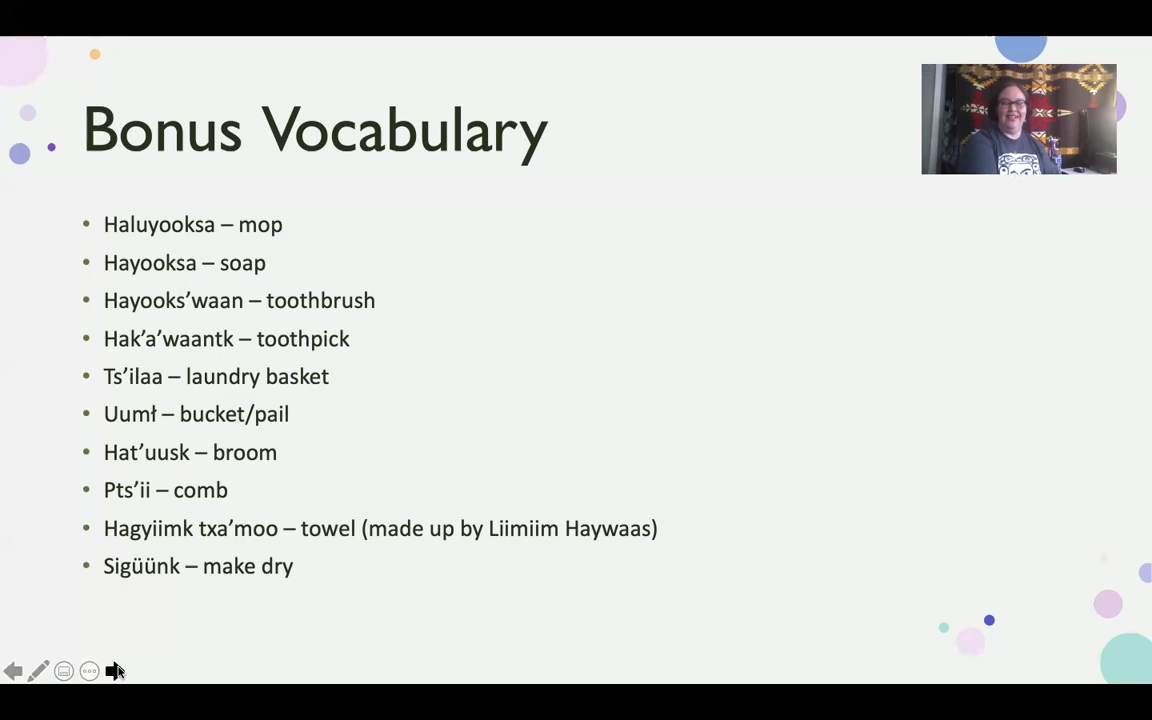 Bonus Vocabulary
• Haluyooksa – mop
• Hayooksa – soap
• Hayooks’waan – toothbrush
• Hak’a’waantk – toothpick
• Ts’ilaa – laundry basket
• Uumł – bucket/pail
• Hat’uusk – broom
• Pts’ii – comb
• Hagyiimk txa’moo – towel (made up by Liimiim Haywaas)
• Sigüünk – make dry